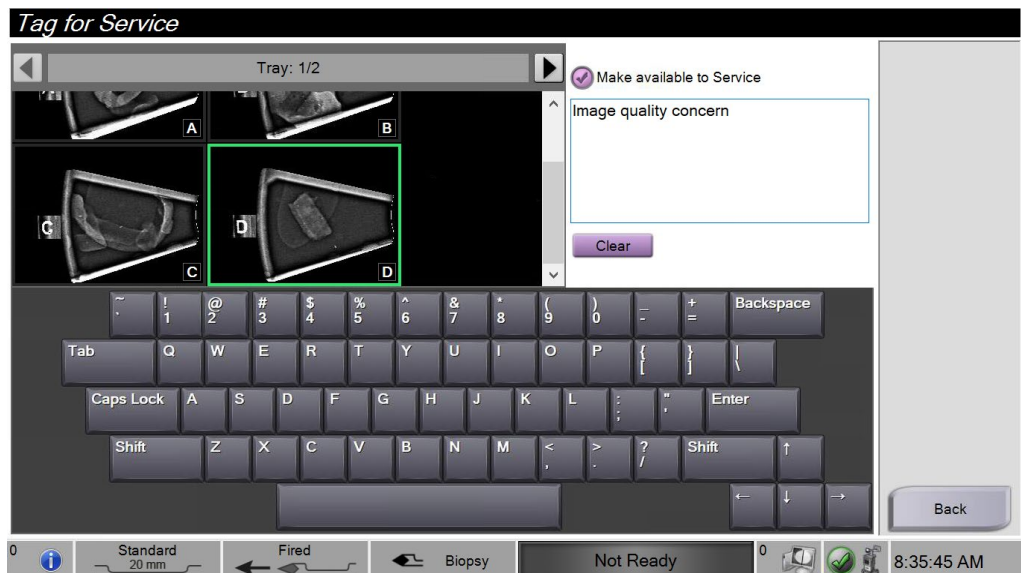 Tag for Service
Tray: 1/2
Make available to Service
Image quality concern
A
B
C
C
D
D
Clear
~ ` ! 1 @ 2 # 3 $ 4 % 5 ^ 6 & 7 * 8 ( 9 ) 0 _ - + = Backspace
Tab Q W E R T Y U I O P { [ } ] | \
Caps Lock A S D F G H J K L : ; " ' Enter
Shift Z X C V B N M < , > . ? / Shift ↑
← ↓ →
Back
0
Standard
20 mm
Fired
Biopsy
Not Ready
0
8:35:45 AM